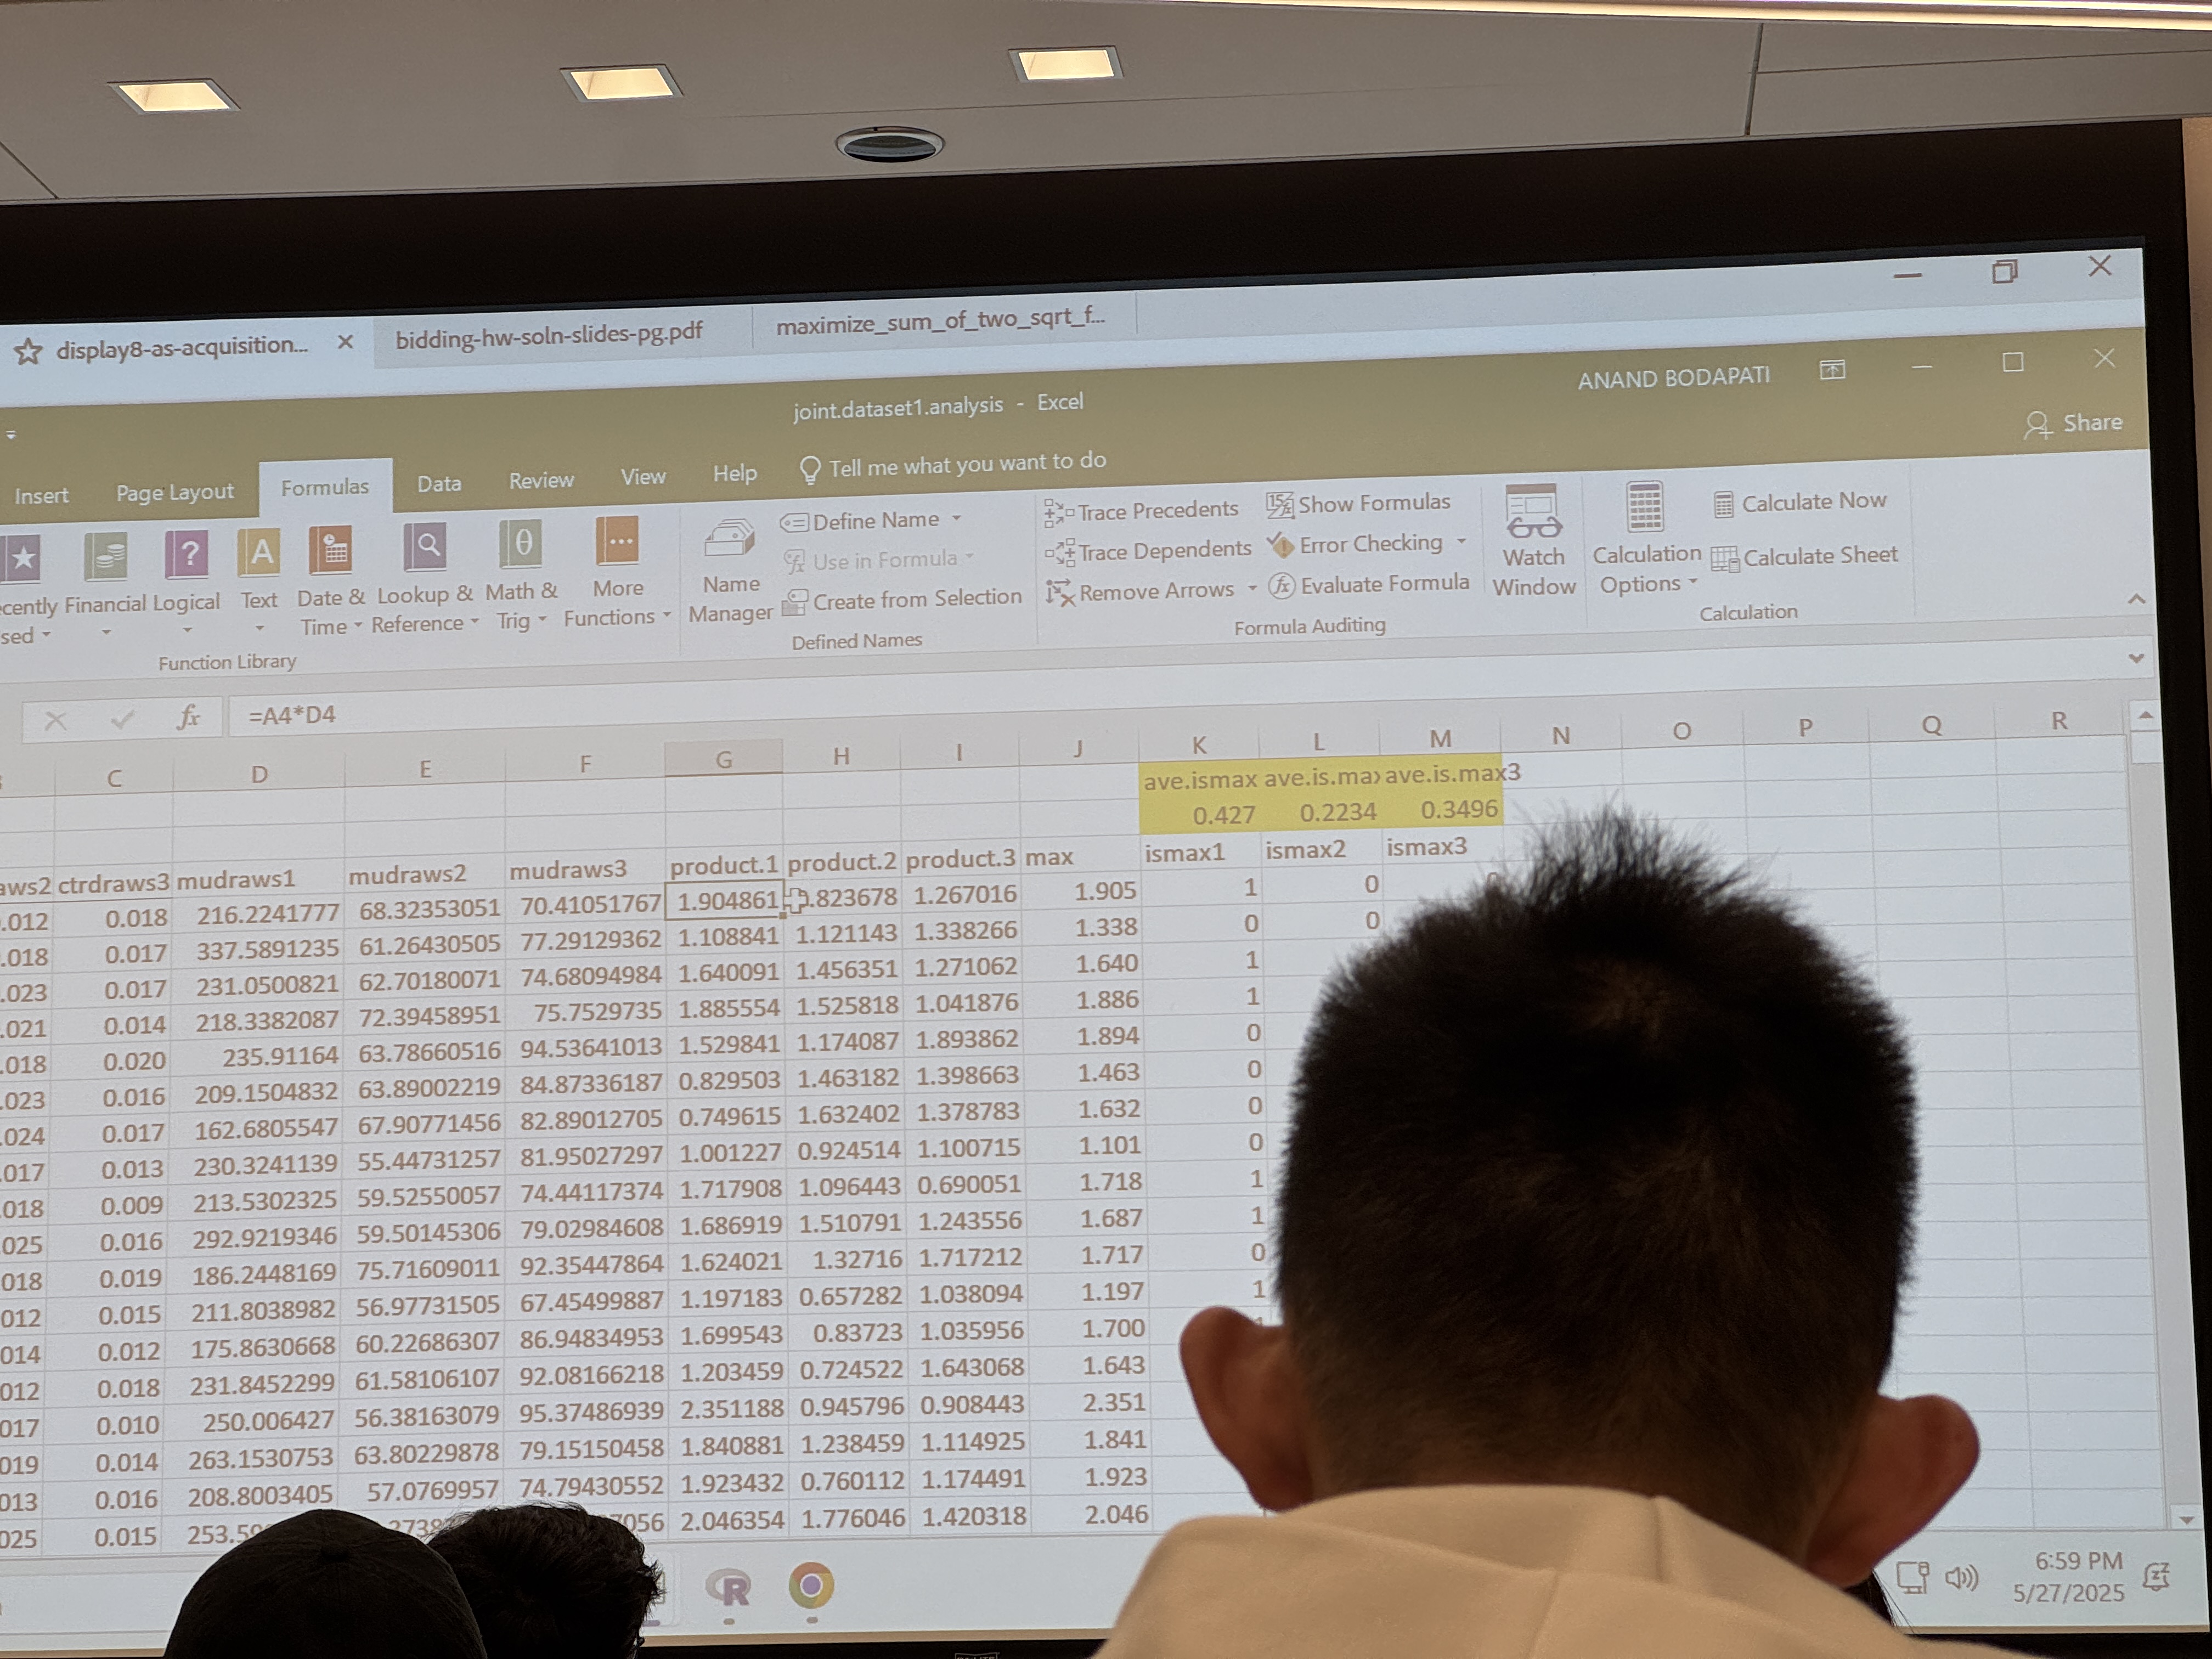 display8-as-acquisition...
bidding-hw-soln-slides-pg.pdf
maximize_sum_of_two_sqrt_f...
joint.dataset1.analysis - Excel
ANAND BODAPATI
Share
Insert Page Layout Formulas Data Review View Help Tell me what you want to do
cently
sed
Financial
Logical
Text
Date &
Time
Lookup &
Reference
Math &
Trig
More
Functions
Function Library
Name
Manager
Define Name
Use in Formula
Create from Selection
Defined Names
Trace Precedents
Trace Dependents
Remove Arrows
Show Formulas
Error Checking
Evaluate Formula
Formula Auditing
Watch
Window
Calculation
Options
Calculate Now
Calculate Sheet
Calculation
fx =A4*D4
C D E F G H I J K L M N O P Q R
ave.ismax ave.is.max ave.is.max3
0.427 0.2234 0.3496
aws2 ctrdraws3 mudraws1 mudraws2 mudraws3 product.1 product.2 product.3 max ismax1 ismax2 ismax3
.012 0.018 216.2241777 68.32353051 70.41051767 1.904861 .823678 1.267016 1.905 1 0
.018 0.017 337.5891235 61.26430505 77.29129362 1.108841 1.121143 1.338266 1.338 0 0
.023 0.017 231.0500821 62.70180071 74.68094984 1.640091 1.456351 1.271062 1.640 1
.021 0.014 218.3382087 72.39458951 75.7529735 1.885554 1.525818 1.041876 1.886 1
.018 0.020 235.91164 63.78660516 94.53641013 1.529841 1.174087 1.893862 1.894 0
.023 0.016 209.1504832 63.89002219 84.87336187 0.829503 1.463182 1.398663 1.463 0
.024 0.017 162.6805547 67.90771456 82.89012705 0.749615 1.632402 1.378783 1.632 0
.017 0.013 230.3241139 55.44731257 81.95027297 1.001227 0.924514 1.100715 1.101 0
.018 0.009 213.5302325 59.52550057 74.44117374 1.717908 1.096443 0.690051 1.718 1
025 0.016 292.9219346 59.50145306 79.02984608 1.686919 1.510791 1.243556 1.687 1
018 0.019 186.2448169 75.71609011 92.35447864 1.624021 1.32716 1.717212 1.717 0
012 0.015 211.8038982 56.97731505 67.45499887 1.197183 0.657282 1.038094 1.197 1
014 0.012 175.8630668 60.22686307 86.94834953 1.699543 0.83723 1.035956 1.700
012 0.018 231.8452299 61.58106107 92.08166218 1.203459 0.724522 1.643068 1.643
017 0.010 250.006427 56.38163079 95.37486939 2.351188 0.945796 0.908443 2.351
019 0.014 263.1530753 63.80229878 79.15150458 1.840881 1.238459 1.114925 1.841
013 0.016 208.8003405 57.0769957 74.79430552 1.923432 0.760112 1.174491 1.923
025 0.015 253.5 056 2.046354 1.776046 1.420318 2.046
6:59 PM
5/27/2025